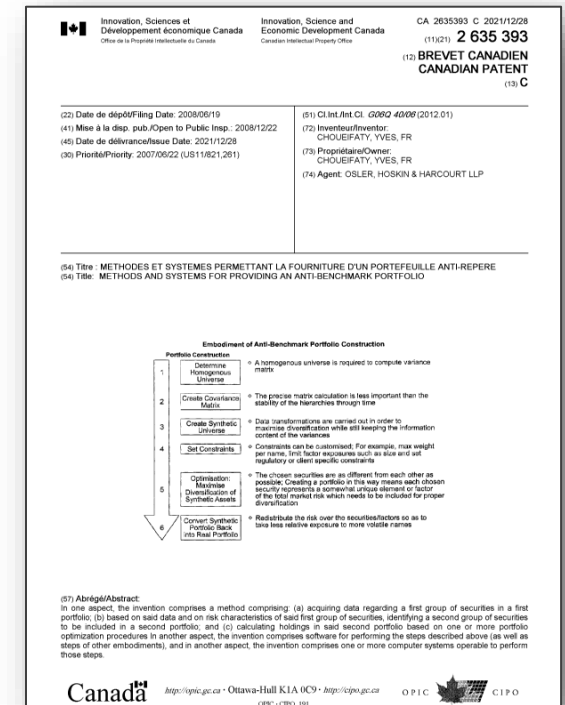 Innovation, Sciences et
Développement économique Canada
Office de la Propriété Intellectuelle du Canada
Innovation, Science and
Economic Development Canada
Canadian Intellectual Property Office
CA 2635393 C 2021/12/28
(11)(21) 2 635 393
(12) BREVET CANADIEN
CANADIAN PATENT
(13) C
(22) Date de dépôt/Filing Date: 2008/06/19
(41) Mise à la disp. pub./Open to Public Insp.: 2008/12/22
(45) Date de délivrance/Issue Date: 2021/12/28
(30) Priorité/Priority: 2007/06/22 (US11/821,261)
(51) Cl.Int./Int.Cl. G06Q 40/06 (2012.01)
(72) Inventeur/Inventor:
CHOUEIFATY, YVES, FR
(73) Propriétaire/Owner:
CHOUEIFATY, YVES, FR
(74) Agent: OSLER, HOSKIN & HARCOURT LLP
(54) Titre : METHODES ET SYSTEMES PERMETTANT LA FOURNITURE D'UN PORTEFEUILLE ANTI-REPERE
(54) Title: METHODS AND SYSTEMS FOR PROVIDING AN ANTI-BENCHMARK PORTFOLIO
Embodiment of Anti-Benchmark Portfolio Construction
Portfolio Construction
1
Determine
Homogenous
Universe
A homogenous universe is required to compute variance
matrix
2
Create Covariance
Matrix
The precise matrix calculation is less important than the
stability of the hierarchies through time
3
Create Synthetic
Universe
Data transformations are carried out in order to
maximise diversification while still keeping the information
content of the variances
4
Set Constraints
Constraints can be customised; For example, max weight
per name, limit factor exposures such as size and set
regulatory or client specific constraints
5
Optimisation:
Maximise
Diversification of
Synthetic Assets
The chosen securities are as different from each other as
possible; Creating a portfolio in this way means each chosen
security represents a somewhat unique element or factor
of the total market risk which needs to be included for proper
diversification
6
Convert Synthetic
Portfolio Back
into Real Portfolio
Redistribute the risk over the securities/factors so as to
take less relative exposure to more volatile names
(57) Abrégé/Abstract:
In one aspect, the invention comprises a method comprising: (a) acquiring data regarding a first group of securities in a first
portfolio; (b) based on said data and on risk characteristics of said first group of securities, identifying a second group of securities
to be included in a second portfolio; and (c) calculating holdings in said second portfolio based on one or more portfolio
optimization procedures In another aspect, the invention comprises software for performing the steps described above (as well as
steps of other embodiments), and in another aspect, the invention comprises one or more computer systems operable to perform
those steps.
Canada
http://opic.gc.ca · Ottawa-Hull K1A 0C9 · http://cipo.gc.ca
OPIC · CIPO 191
OPIC
CIPO